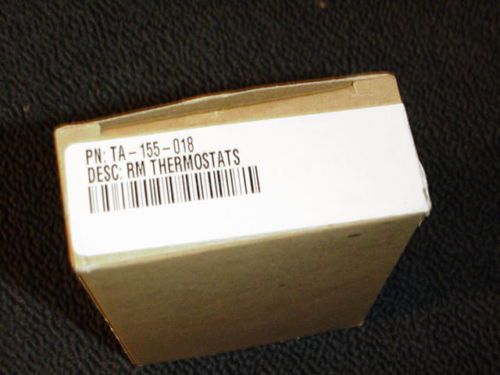 PN: TA-155-018
DESC: RM THERMOSTATS